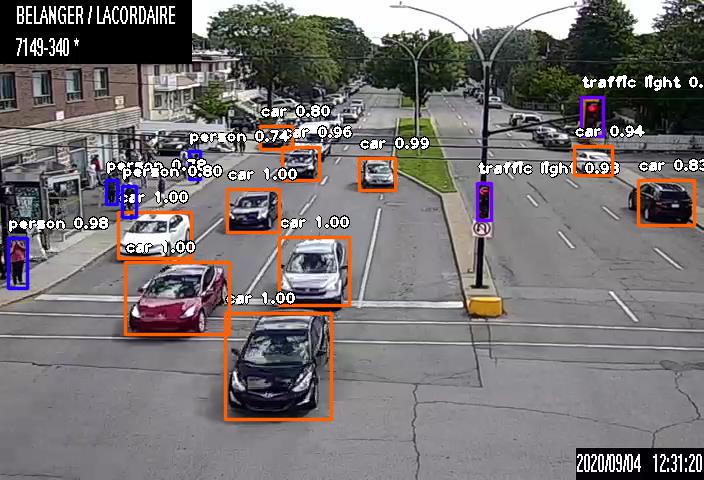 BELANGER / LACORDAIRE
7149-340 *
traffic light 0.
car 0.80
person 0.74
car 0.96
car 0.99
car 0.94
person 0.80
car 1.00
traffic light 0.98
car 0.83
car 1.00
person 0.98
car 1.00
car 1.00
car 1.00
2020/09/04 12:31:20